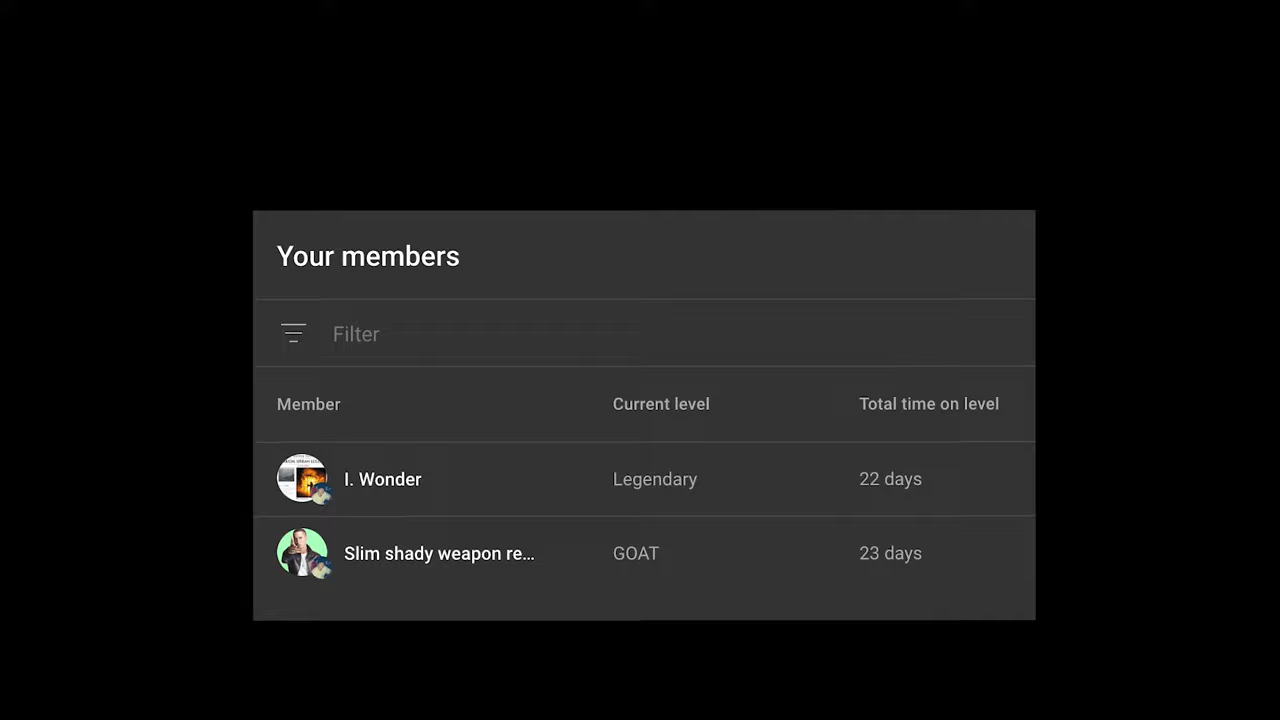 Your members
Filter
Member Current level Total time on level
I. Wonder Legendary 22 days
Slim shady weapon re... GOAT 23 days